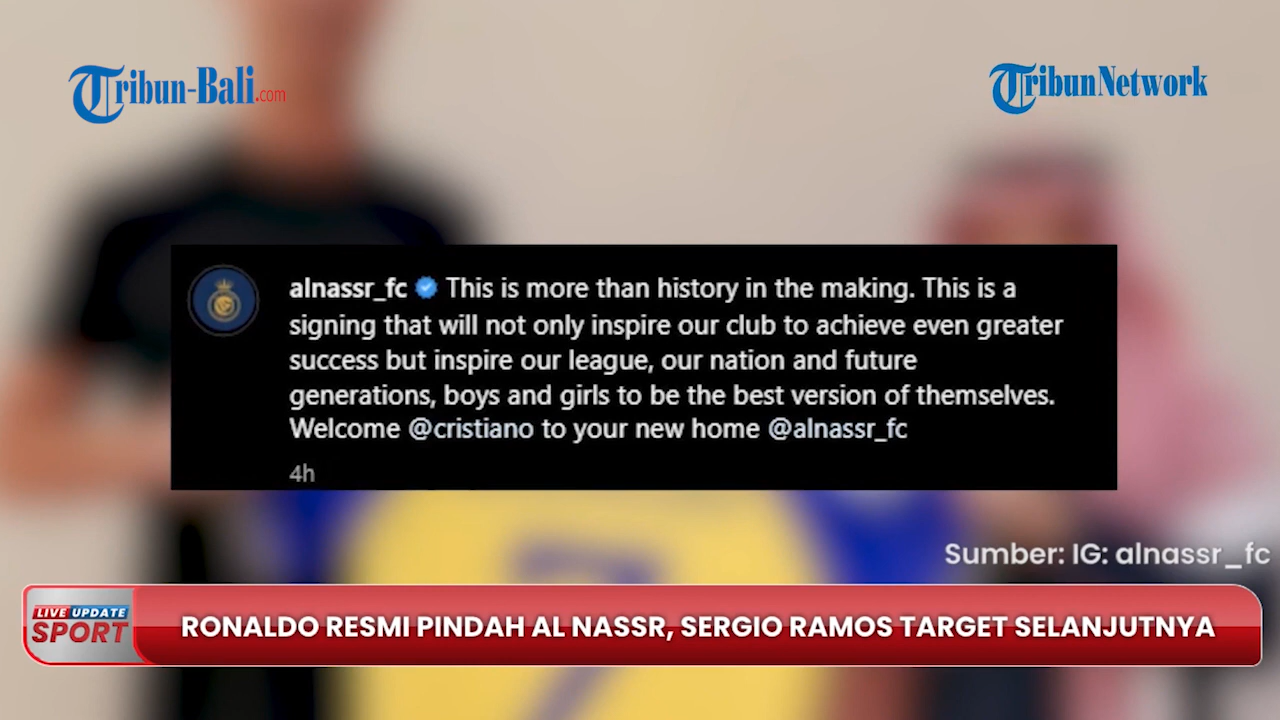 Tribun-Bali.com
TribunNetwork
alnassr_fc This is more than history in the making. This is a
signing that will not only inspire our club to achieve even greater
success but inspire our league, our nation and future
generations, boys and girls to be the best version of themselves.
Welcome @cristiano to your new home @alnassr_fc
4h
7
Sumber: IG: alnassr_fc
LIVE UPDATE
SPORT
RONALDO RESMI PINDAH AL NASSR, SERGIO RAMOS TARGET SELANJUTNYA